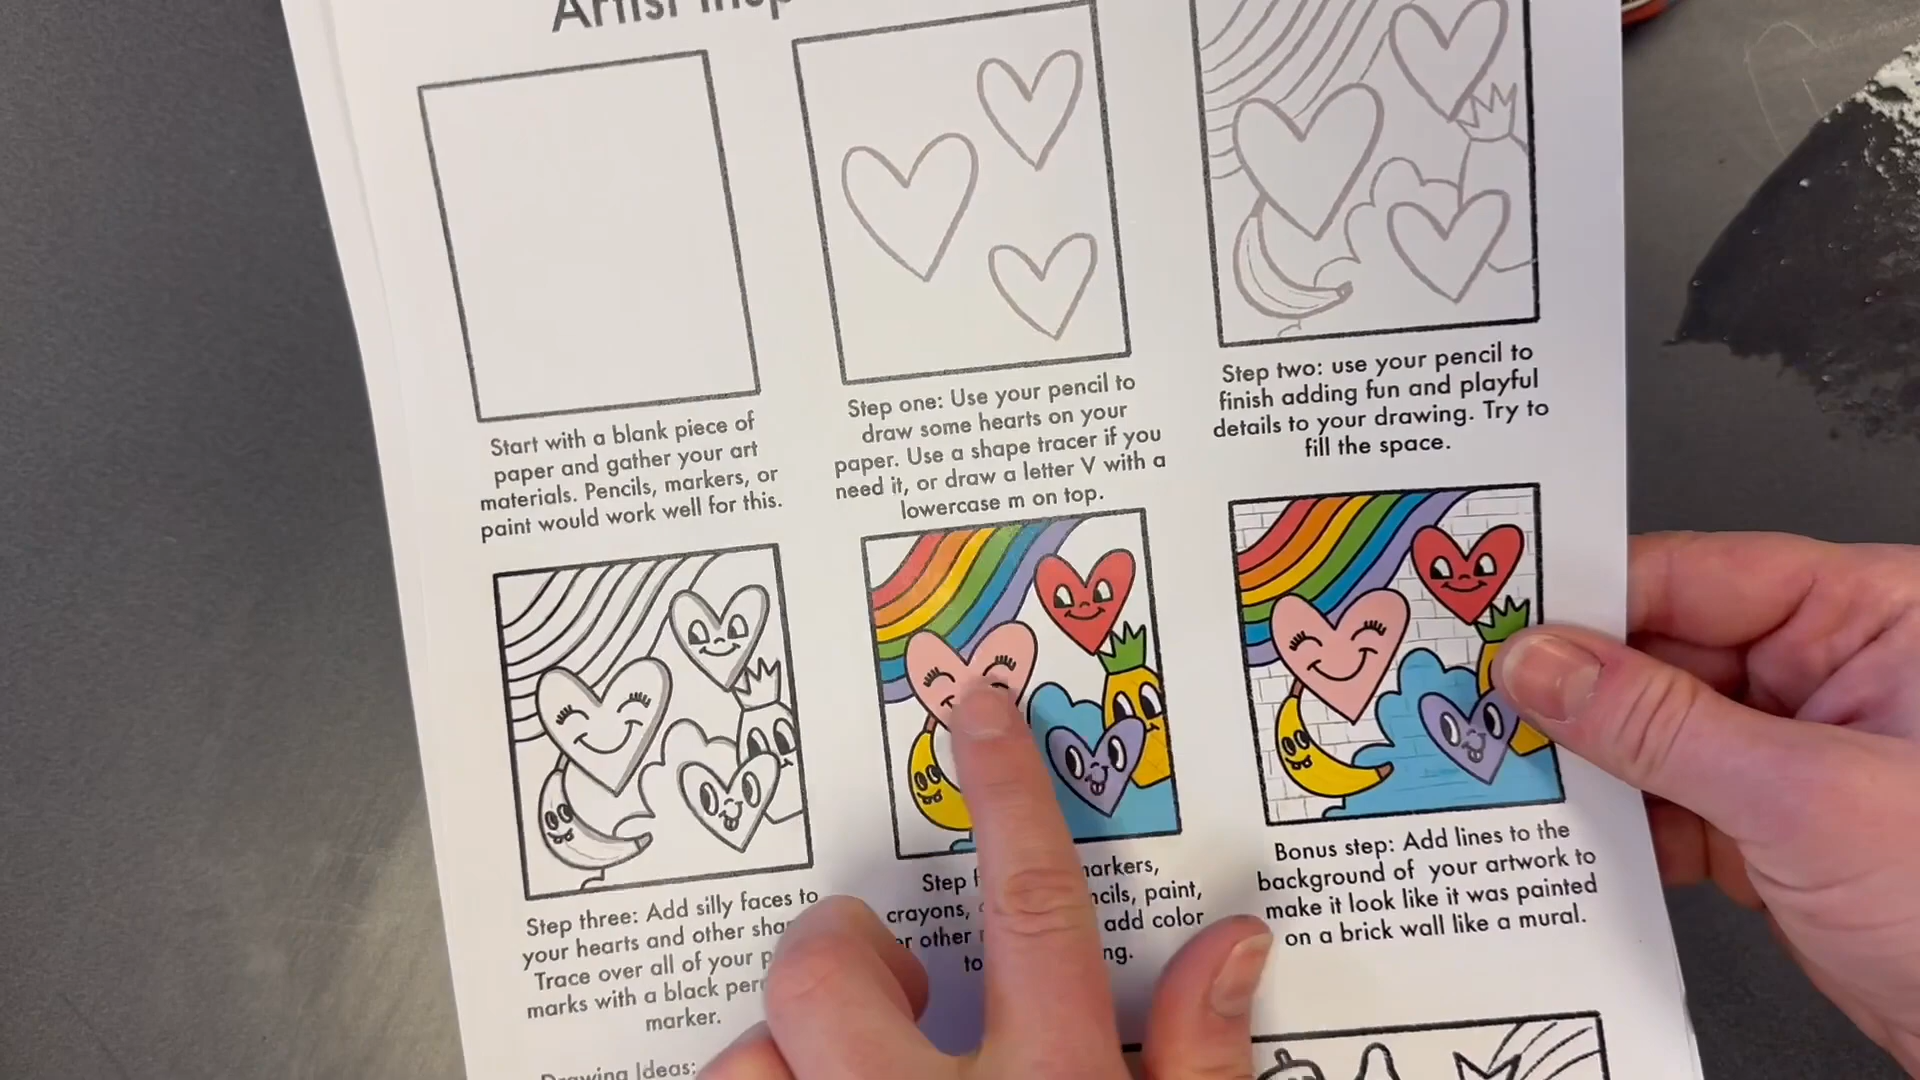 Artist
Start with a blank piece of
paper and gather your art
materials. Pencils, markers, or
paint would work well for this.
Step one: Use your pencil to
draw some hearts on your
paper. Use a shape tracer if you
need it, or draw a letter V with a
lowercase m on top.
Step two: use your pencil to
finish adding fun and playful
details to your drawing. Try to
fill the space.
Step three: Add silly faces to
your hearts and other
Trace over all of your
marks with a black
marker.
Step markers,
crayons, paint,
or other add color
to
Bonus step: Add lines to the
background of your artwork to
make it look like it was painted
on a brick wall like a mural.
Drawing Ideas: